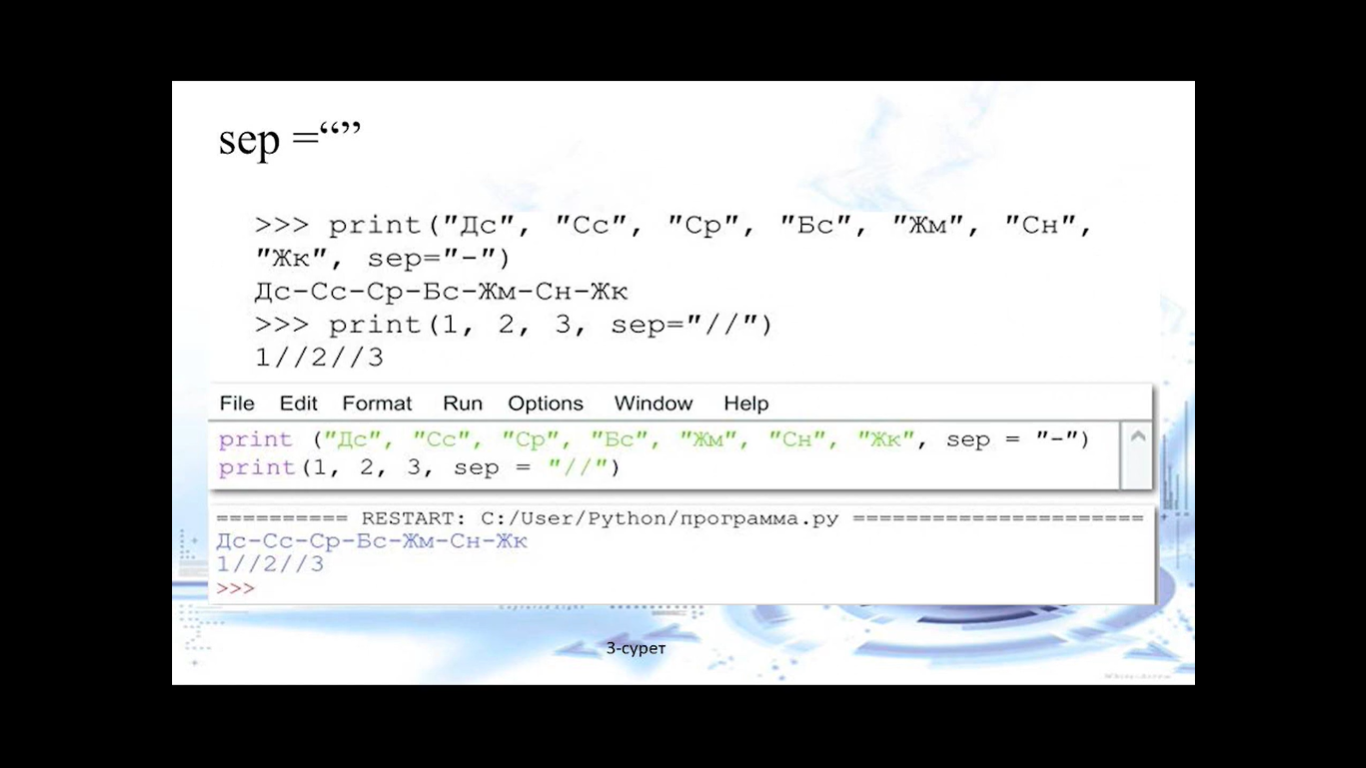 sep =“”
>>> print("Дс", "Сс", "Ср", "Бс", "Жм", "Сн",
"Жк", sep="-")
Дс-Сс-Ср-Бс-Жм-Сн-Жк
>>> print(1, 2, 3, sep="//")
1//2//3
File Edit Format Run Options Window Help
print ("Дс", "Сс", "Ср", "Бс", "Жм", "Сн", "Жк", sep = "-")
print(1, 2, 3, sep = "//")
========== RESTART: C:/User/Python/программа.py ======================
Дс-Сс-Ср-Бс-Жм-Сн-Жк
1//2//3
>>>
3-сурет